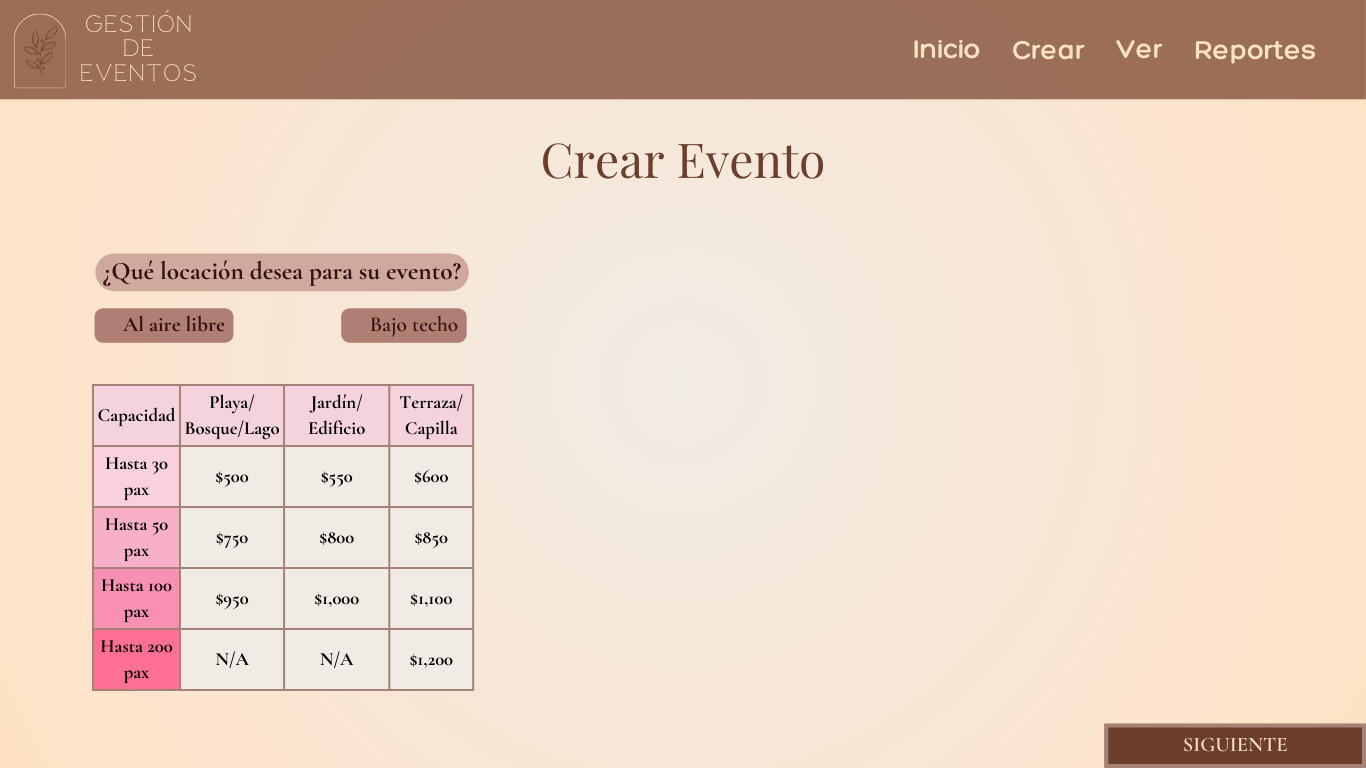 GESTIÓN
DE
EVENTOS
Inicio Crear Ver Reportes
Crear Evento
¿Qué locación desea para su evento?
Al aire libre Bajo techo
Capacidad Playa/ Bosque/Lago Jardín/ Edificio Terraza/ Capilla
Hasta 30 pax $500 $550 $600
Hasta 50 pax $750 $800 $850
Hasta 100 pax $950 $1,000 $1,100
Hasta 200 pax N/A N/A $1,200
SIGUIENTE